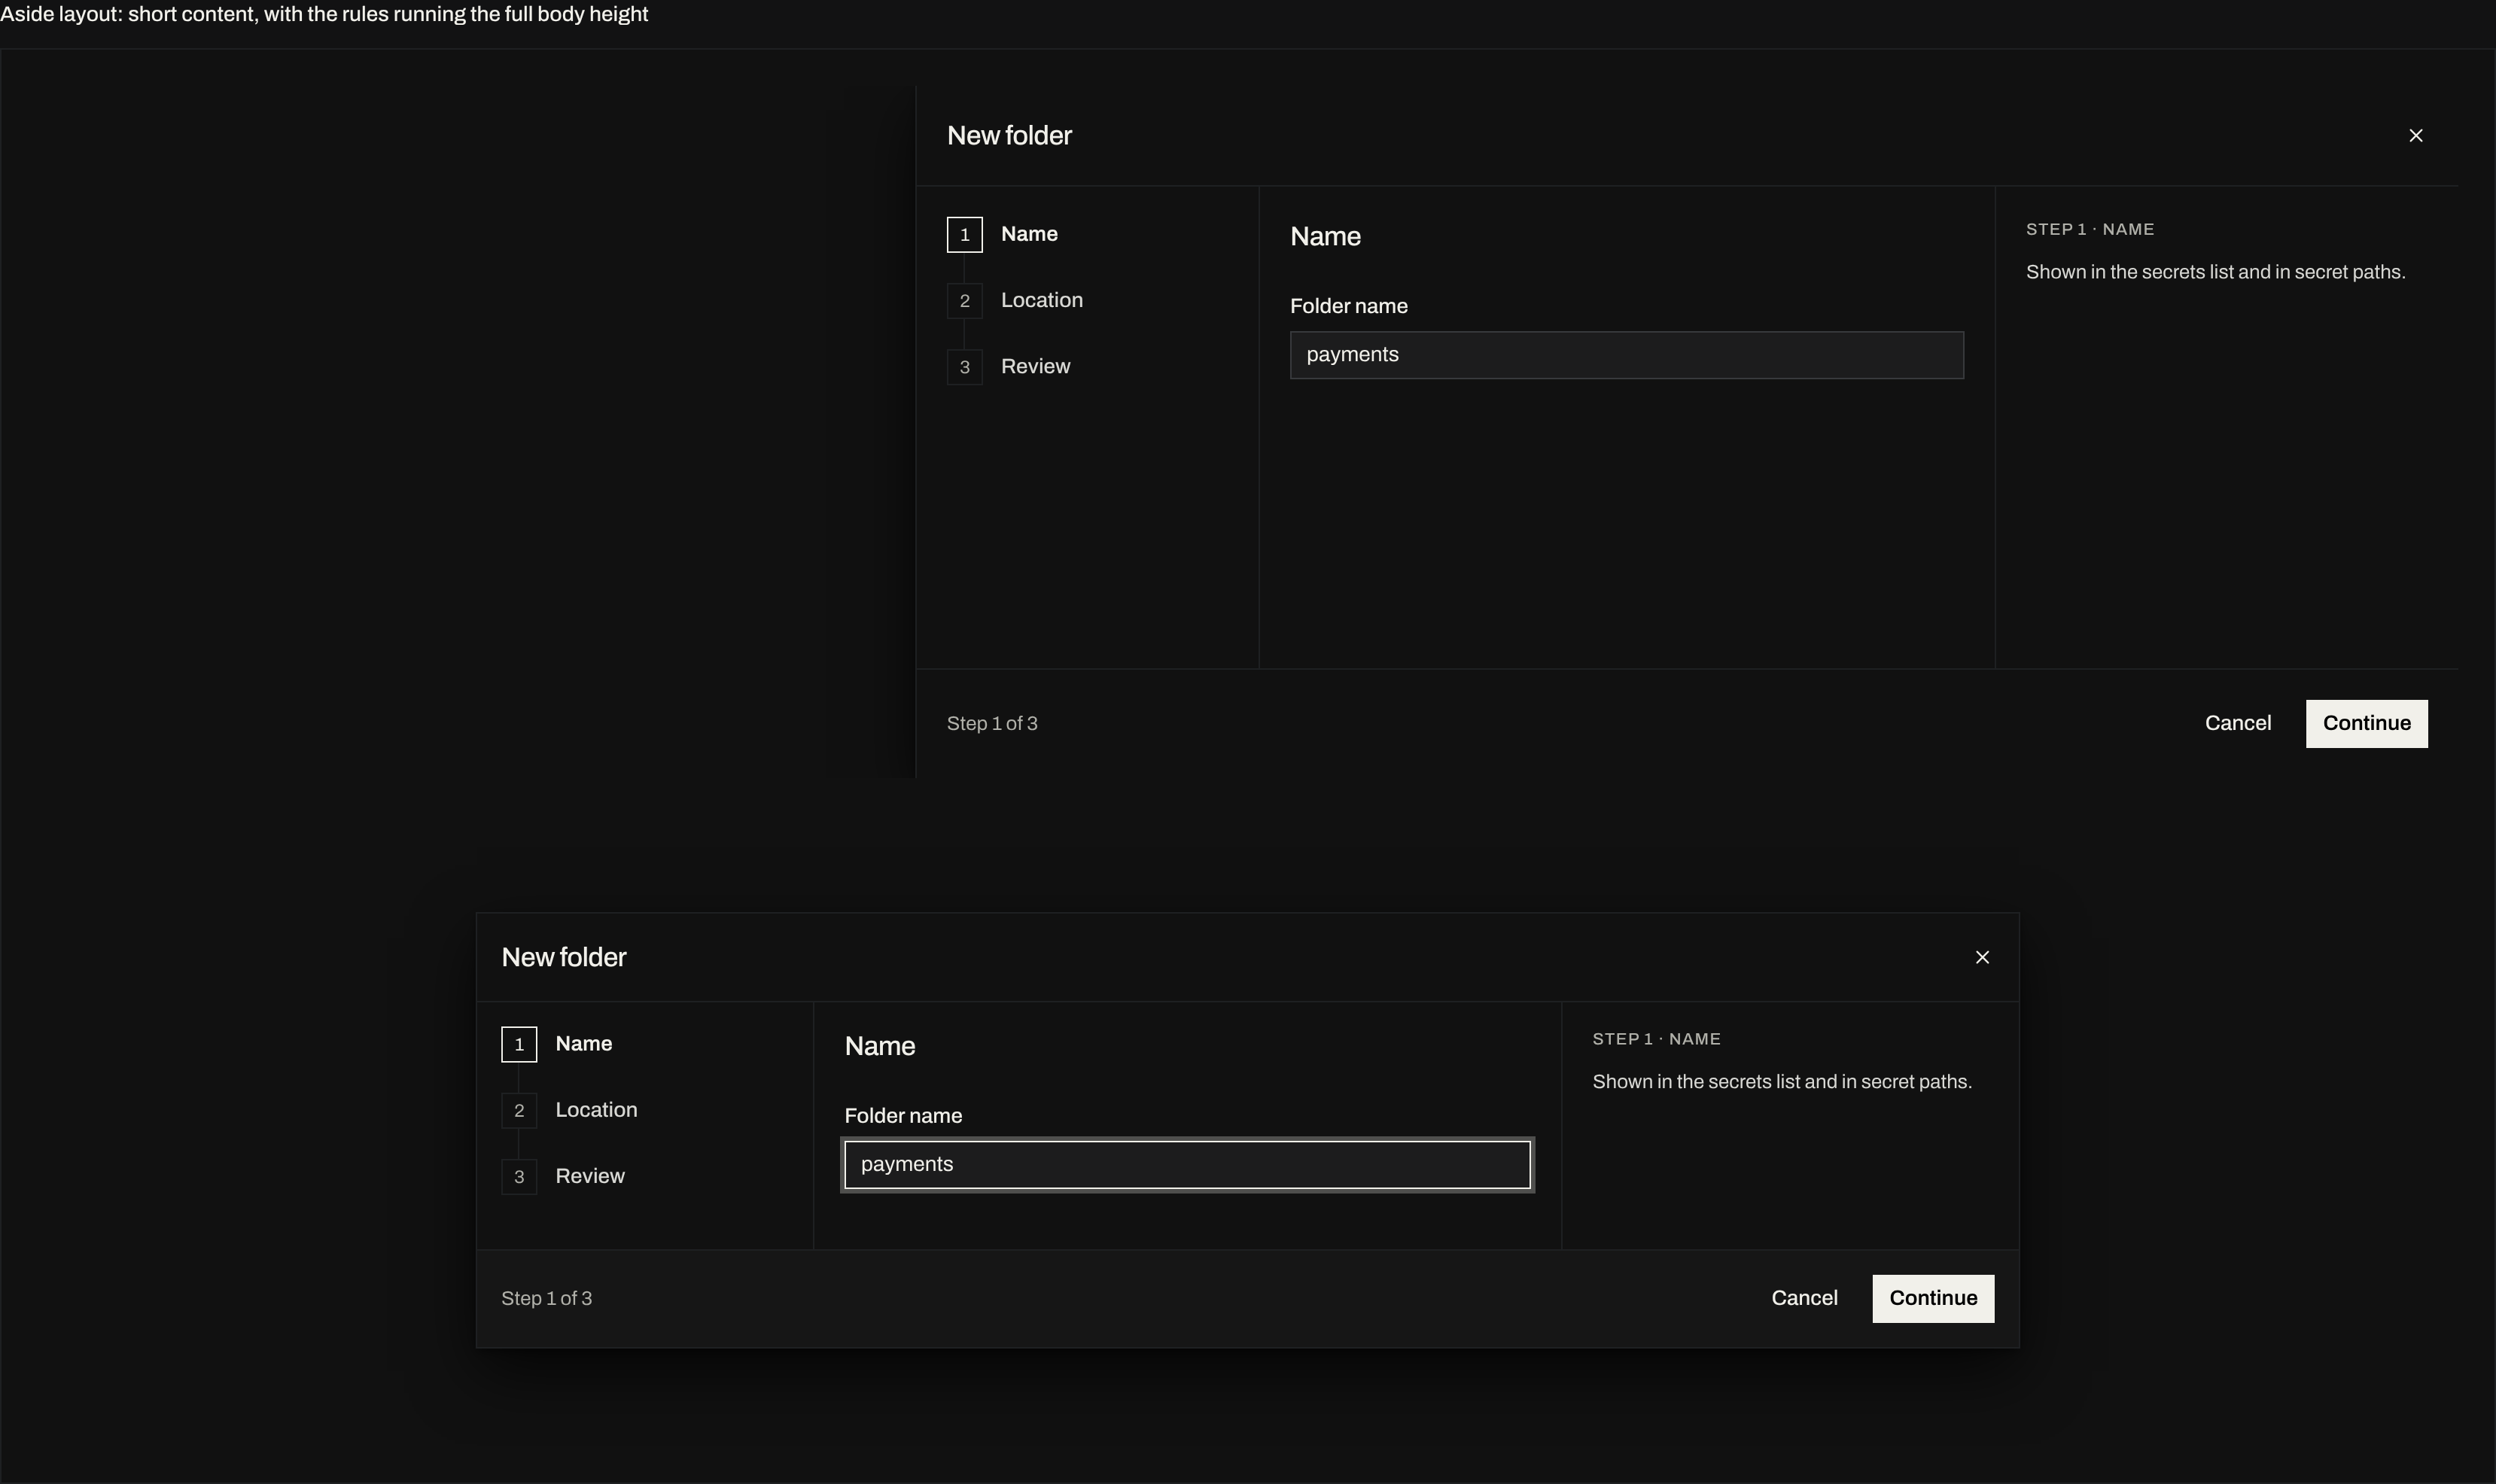 Aside layout: short content, with the rules running the full body height
New folder
1 Name
2 Location
3 Review
Name
Folder name
payments
STEP 1 · NAME
Shown in the secrets list and in secret paths.
Step 1 of 3
Cancel
Continue
New folder
1 Name
2 Location
3 Review
Name
Folder name
payments
STEP 1 · NAME
Shown in the secrets list and in secret paths.
Step 1 of 3
Cancel
Continue